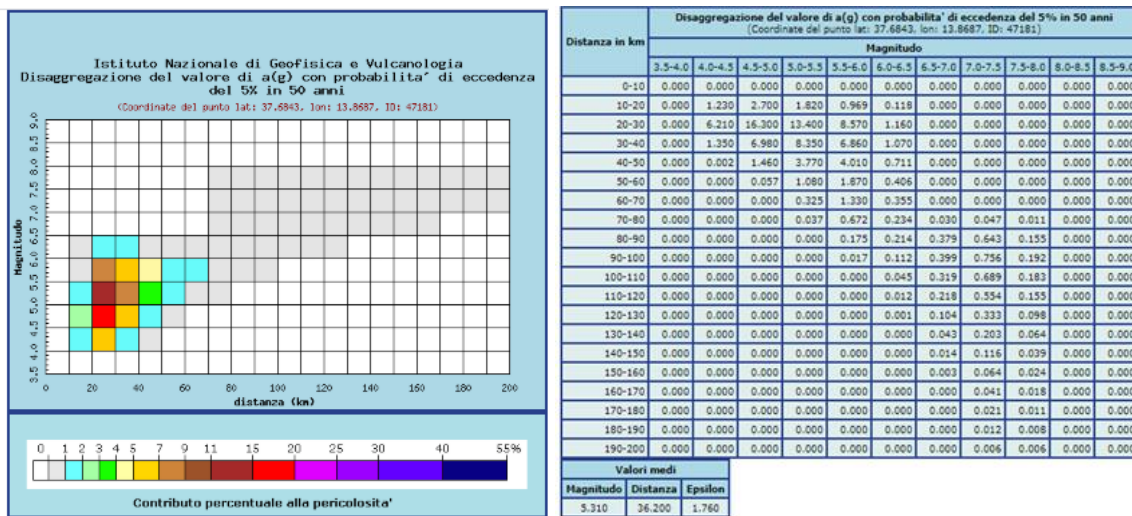 Istituto Nazionale di Geofisica e Vulcanologia
Disaggregazione del valore di a(g) con probabilita' di eccedenza
del 5% in 50 anni
(Coordinate del punto lat: 37.6843, lon: 13.8687, ID: 47181)
Magnitudo
9.0
8.5
8.0
7.5
7.0
6.5
6.0
5.5
5.0
4.5
4.0
3.5
0 20 40 60 80 100 120 140 160 180 200
distanza (km)
0 1 2 3 4 5 7 9 11 15 20 25 30 40 55%
Contributo percentuale alla pericolosita'
Disaggregazione del valore di a(g) con probabilita' di eccedenza del 5% in 50 anni
(Coordinate del punto lat: 37.6843, lon: 13.8687, ID: 47181)
Distanza in km
Magnitudo
3.5-4.0 4.0-4.5 4.5-5.0 5.0-5.5 5.5-6.0 6.0-6.5 6.5-7.0 7.0-7.5 7.5-8.0 8.0-8.5 8.5-9.0
0-10 0.000 0.000 0.000 0.000 0.000 0.000 0.000 0.000 0.000 0.000 0.000
10-20 0.000 1.230 2.700 1.820 0.969 0.118 0.000 0.000 0.000 0.000 0.000
20-30 0.000 6.210 16.300 13.400 8.570 1.160 0.000 0.000 0.000 0.000 0.000
30-40 0.000 1.350 6.980 8.350 6.860 1.070 0.000 0.000 0.000 0.000 0.000
40-50 0.000 0.002 1.460 3.770 4.010 0.711 0.000 0.000 0.000 0.000 0.000
50-60 0.000 0.000 0.057 1.080 1.870 0.406 0.000 0.000 0.000 0.000 0.000
60-70 0.000 0.000 0.000 0.325 1.330 0.355 0.000 0.000 0.000 0.000 0.000
70-80 0.000 0.000 0.000 0.037 0.672 0.234 0.030 0.047 0.011 0.000 0.000
80-90 0.000 0.000 0.000 0.000 0.175 0.214 0.379 0.643 0.155 0.000 0.000
90-100 0.000 0.000 0.000 0.000 0.017 0.112 0.399 0.756 0.192 0.000 0.000
100-110 0.000 0.000 0.000 0.000 0.000 0.045 0.319 0.689 0.183 0.000 0.000
110-120 0.000 0.000 0.000 0.000 0.000 0.012 0.218 0.554 0.155 0.000 0.000
120-130 0.000 0.000 0.000 0.000 0.000 0.001 0.104 0.333 0.098 0.000 0.000
130-140 0.000 0.000 0.000 0.000 0.000 0.000 0.043 0.203 0.064 0.000 0.000
140-150 0.000 0.000 0.000 0.000 0.000 0.000 0.014 0.116 0.039 0.000 0.000
150-160 0.000 0.000 0.000 0.000 0.000 0.000 0.003 0.064 0.024 0.000 0.000
160-170 0.000 0.000 0.000 0.000 0.000 0.000 0.000 0.041 0.018 0.000 0.000
170-180 0.000 0.000 0.000 0.000 0.000 0.000 0.000 0.021 0.011 0.000 0.000
180-190 0.000 0.000 0.000 0.000 0.000 0.000 0.000 0.012 0.008 0.000 0.000
190-200 0.000 0.000 0.000 0.000 0.000 0.000 0.000 0.006 0.006 0.000 0.000
Valori medi
Magnitudo Distanza Epsilon
5.310 36.200 1.760